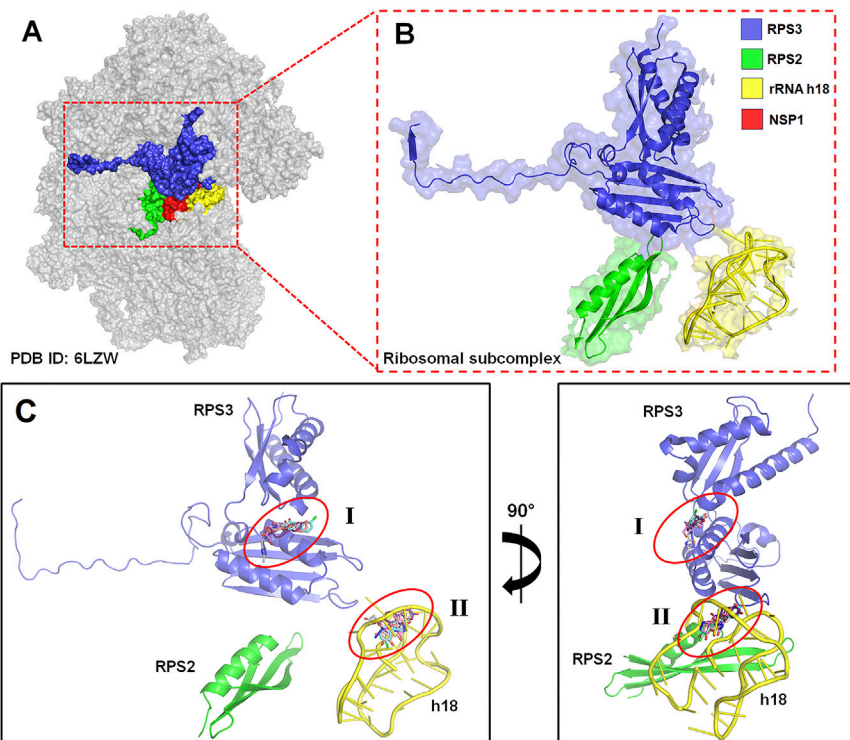 A
PDB ID: 6LZW
B
RPS3
RPS2
rRNA h18
NSP1
Ribosomal subcomplex
C
RPS3
I
II
RPS2
h18
90°
RPS3
I
II
RPS2
h18